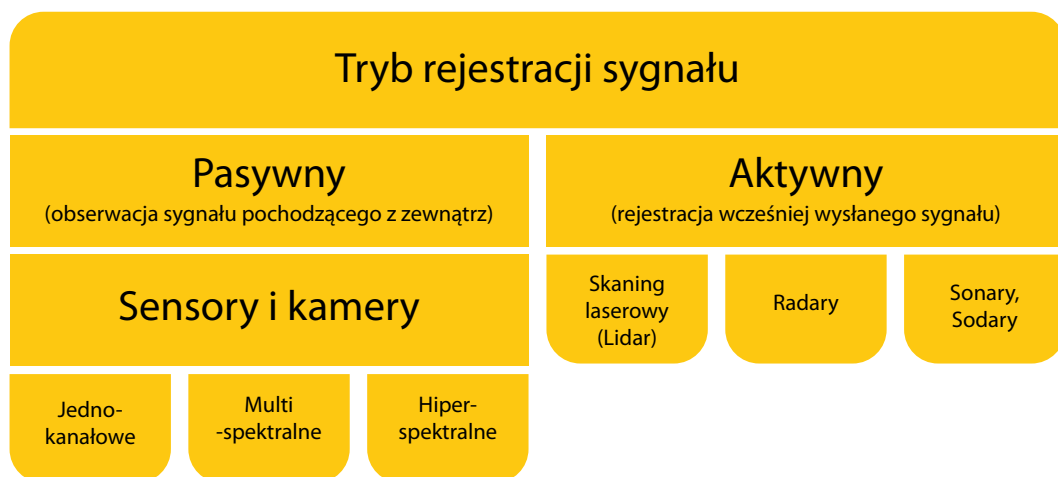 Tryb rejestracji sygnału
Pasywny
(obserwacja sygnału pochodzącego z zewnątrz)
Aktywny
(rejestracja wcześniej wysłanego sygnału)
Sensory i kamery
Skaning
laserowy
(Lidar)
Radary
Sonary,
Sodary
Jedno-
kanałowe
Multi
-spektralne
Hiper-
spektralne